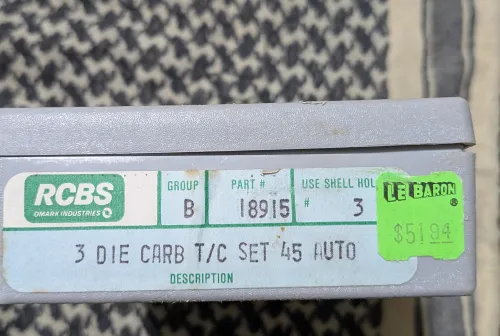 RCBS
OMARK INDUSTRIES
GROUP
B
PART #
18915
USE SHELL HOL
# 3
LE BARON ®
$51.94
3 DIE CARB T/C SET 45 AUTO
DESCRIPTION